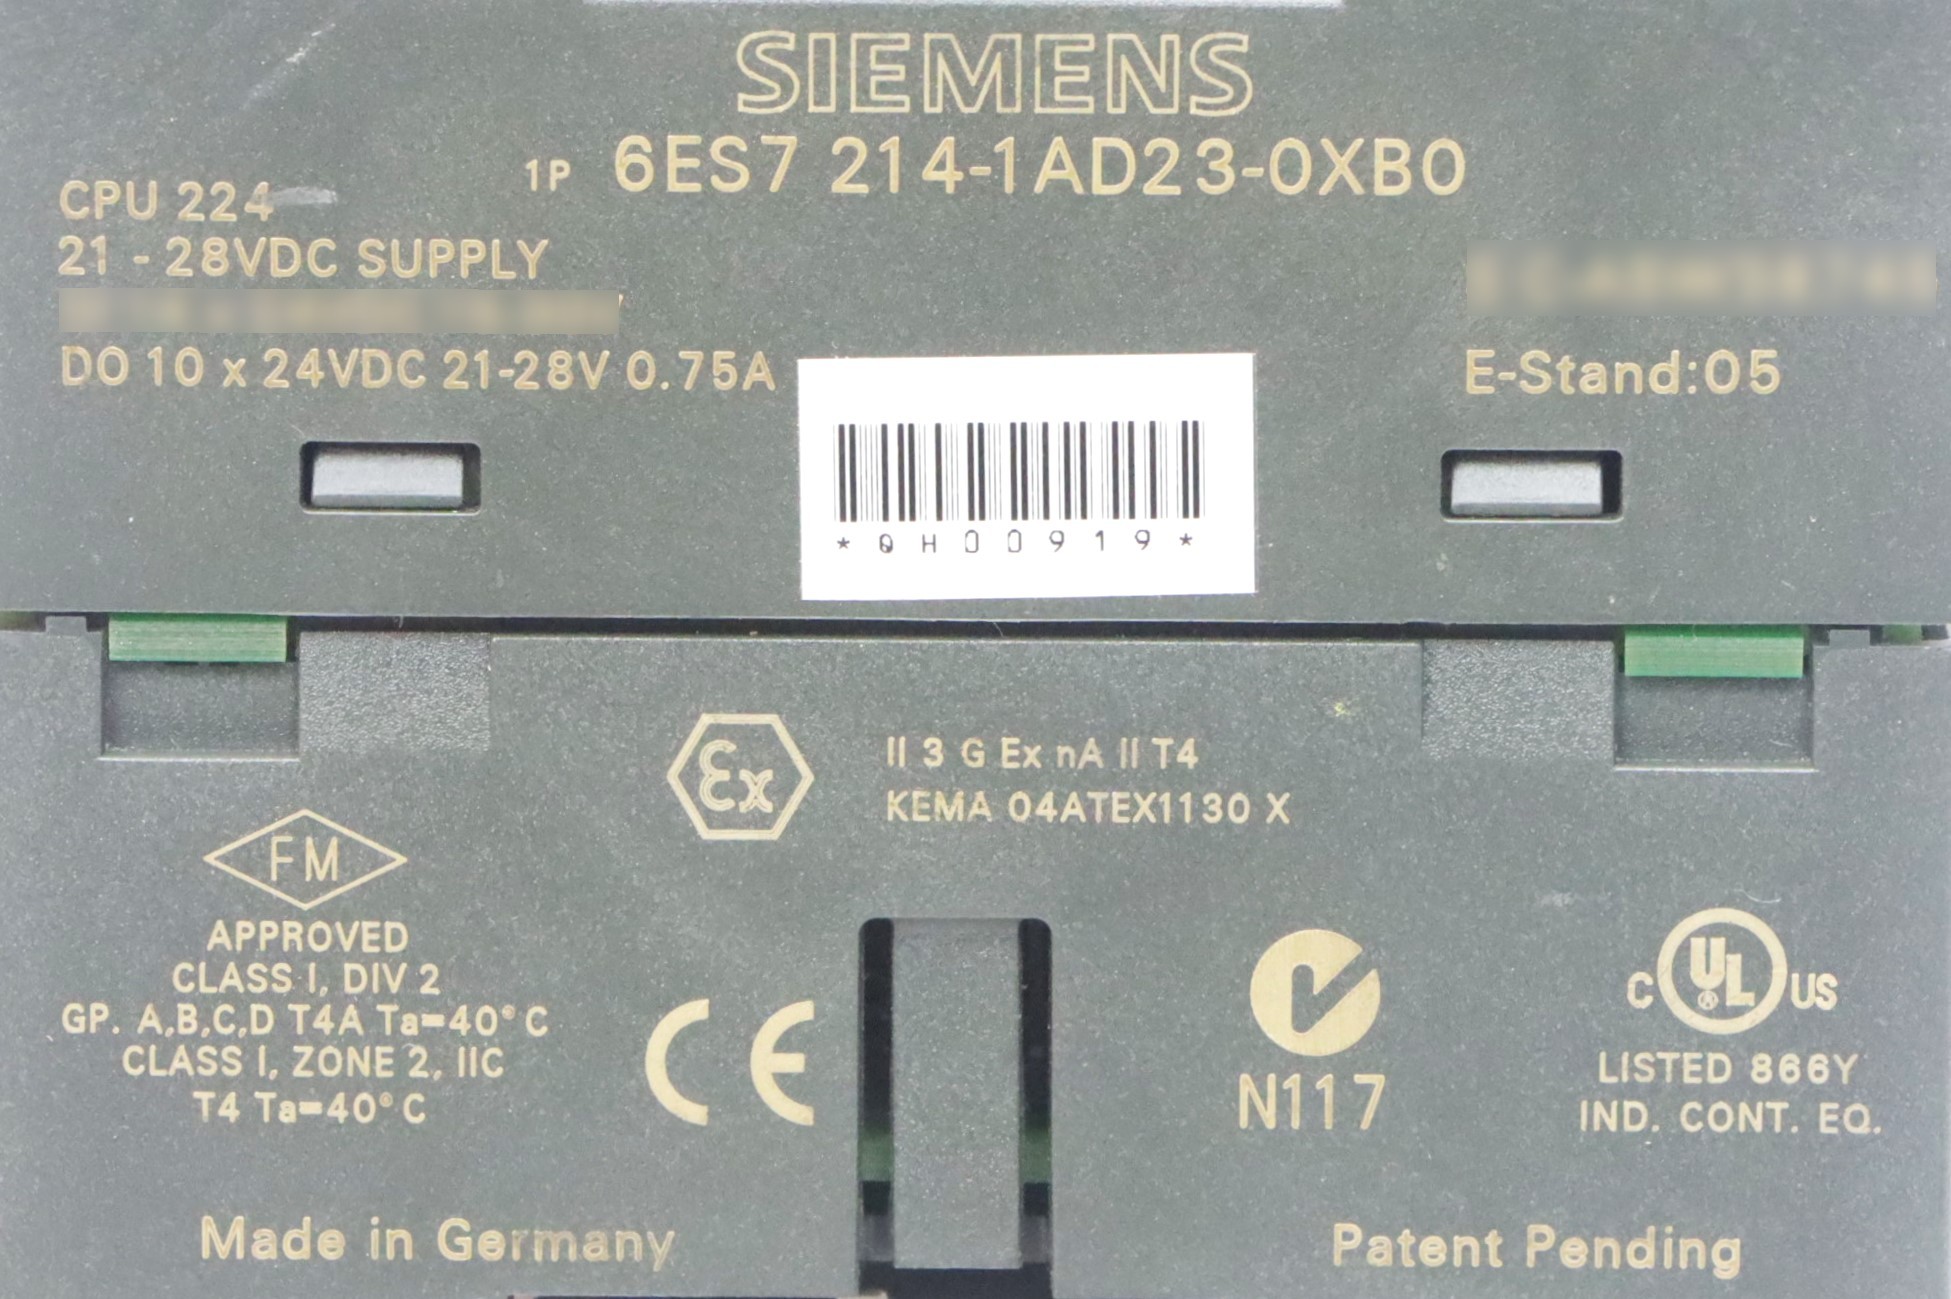 SIEMENS
1P 6ES7 214-1AD23-0XB0
CPU 224
21 - 28VDC SUPPLY
DO 10 x 24VDC 21-28V 0.75A
E-Stand:05
*QH00919*
Ex
II 3 G Ex nA II T4
KEMA 04ATEX1130 X
FM
APPROVED
CLASS I, DIV 2
GP. A,B,C,D T4A Ta=40°C
CLASS I, ZONE 2, IIC
T4 Ta=40°C
CE
N117
C UL US
®
LISTED 866Y
IND. CONT. EQ.
Made in Germany
Patent Pending